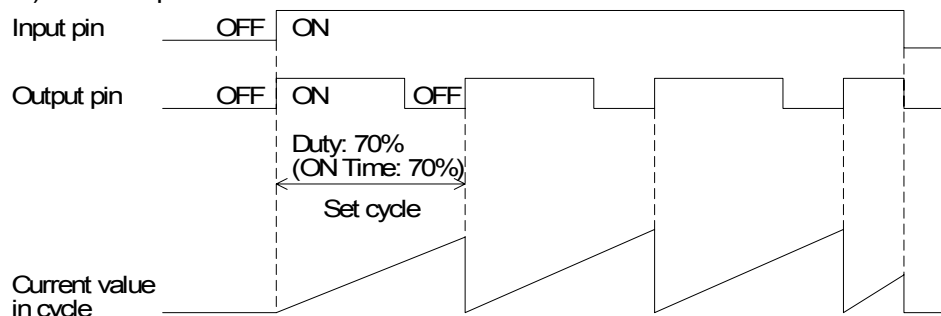 Input pin OFF ON
Output pin OFF ON OFF
Duty: 70%
(ON Time: 70%)
Set cycle
Current value
in cycle